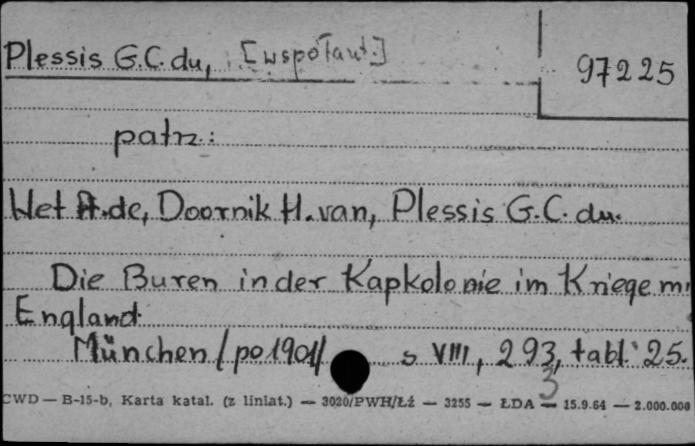 Plessis G.C. du, [współaut.]
97225
patrz:
Wet A. de, Doornik H. van, Plessis G.C. du.
Die Buren in der Kapkolonie im Kriege m
England
München /po 1901/ s VIII, 293, tabl. 25.
3
CWD — B-15-b, Karta katal. (z liniat.) — 3020/PWH/Łź — 3255 — ŁDA — 15.9.64 — 2.000.000